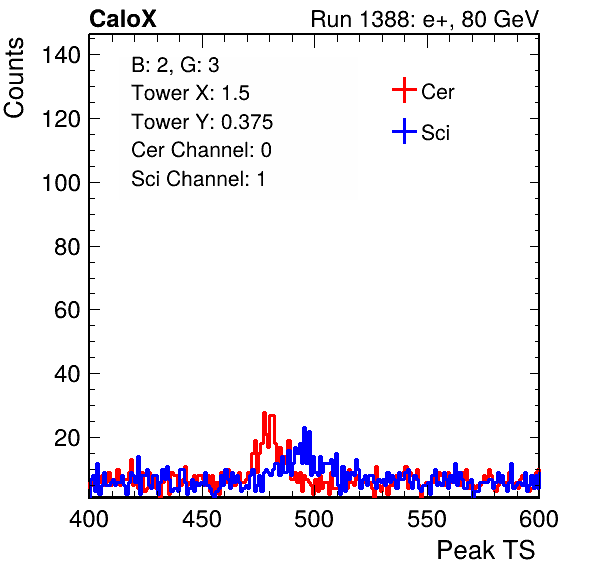 CaloX Run 1388: e+, 80 GeV
Counts
B: 2, G: 3
Tower X: 1.5
Tower Y: 0.375
Cer Channel: 0
Sci Channel: 1
Cer
Sci
140
120
100
80
60
40
20
400 450 500 550 600
Peak TS